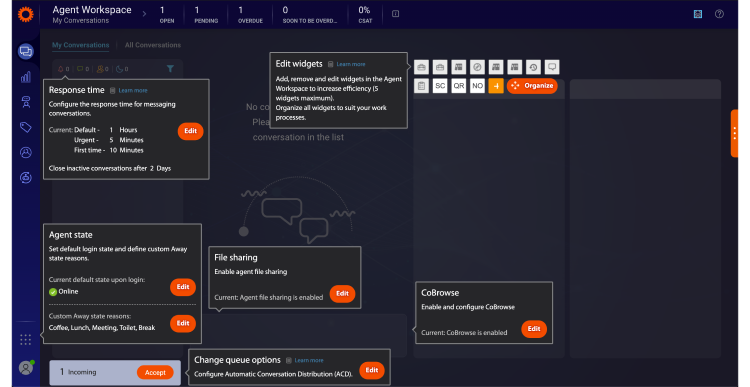 Agent Workspace
My Conversations
1
OPEN
1
PENDING
1
OVERDUE
0
SOON TO BE OVERD...
0%
CSAT
My Conversations | All Conversations
0 | 0 | 0 | 0
Response time Learn more
Configure the response time for messaging
conversations.
Current: Default - 1 Hours
Urgent - 5 Minutes
First time - 10 Minutes
Edit
Close inactive conversations after 2 Days
Edit widgets Learn more
Add, remove and edit widgets in the Agent
Workspace to increase efficiency (5
widgets maximum).
Organize all widgets to suit your work
processes.
SC QR NO
Organize
No co
Plea
conversation in the list
Agent state
Set default login state and define custom Away
state reasons.
Current default state upon login:
Online
Edit
Custom Away state reasons:
Coffee, Lunch, Meeting, Toilet, Break
Edit
File sharing
Enable agent file sharing
Current: Agent file sharing is enabled
Edit
CoBrowse
Enable and configure CoBrowse
Current: CoBrowse is enabled
Edit
1 Incoming
Accept
Change queue options Learn more
Configure Automatic Conversation Distribution (ACD).
Edit